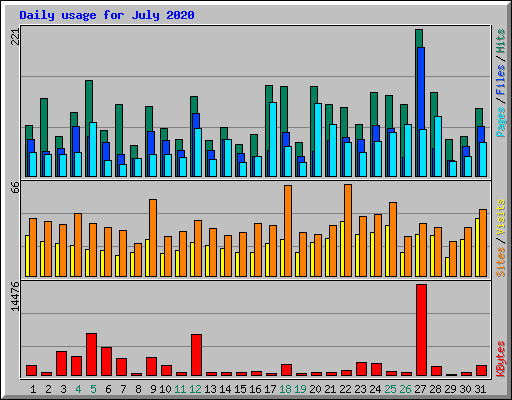 Daily usage for July 2020
221
Pages / Files / Hits
66
Sites / Visits
14476
KBytes
1 2 3 4 5 6 7 8 9 10 11 12 13 14 15 16 17 18 19 20 21 22 23 24 25 26 27 28 29 30 31